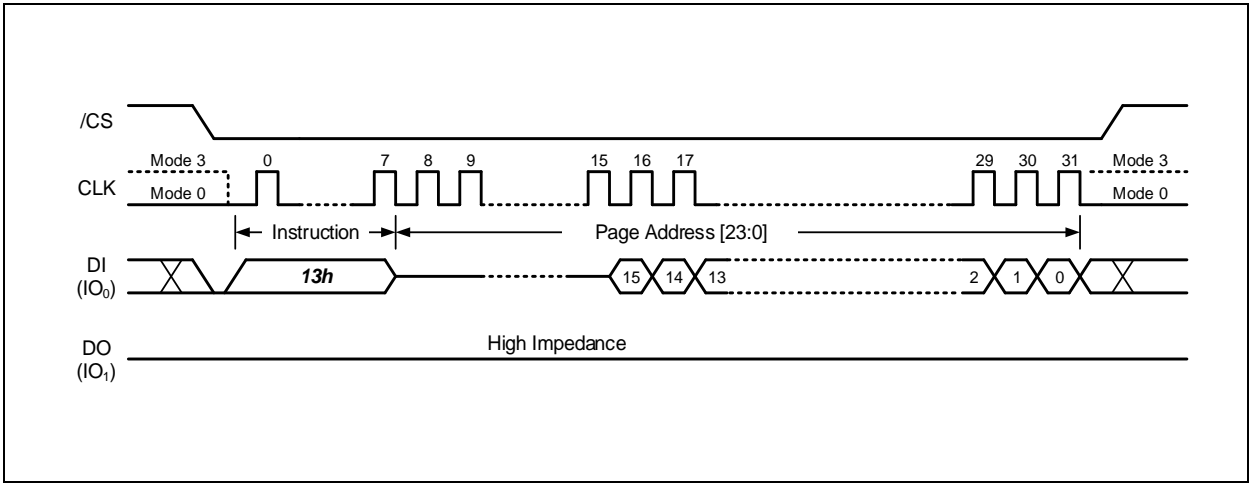 /CS
Mode 3 0 7 8 9 15 16 17 29 30 31 Mode 3
CLK Mode 0 Mode 0
Instruction Page Address [23:0]
DI
(IO₀) 13h 15 14 13 2 1 0
High Impedance
DO
(IO₁)